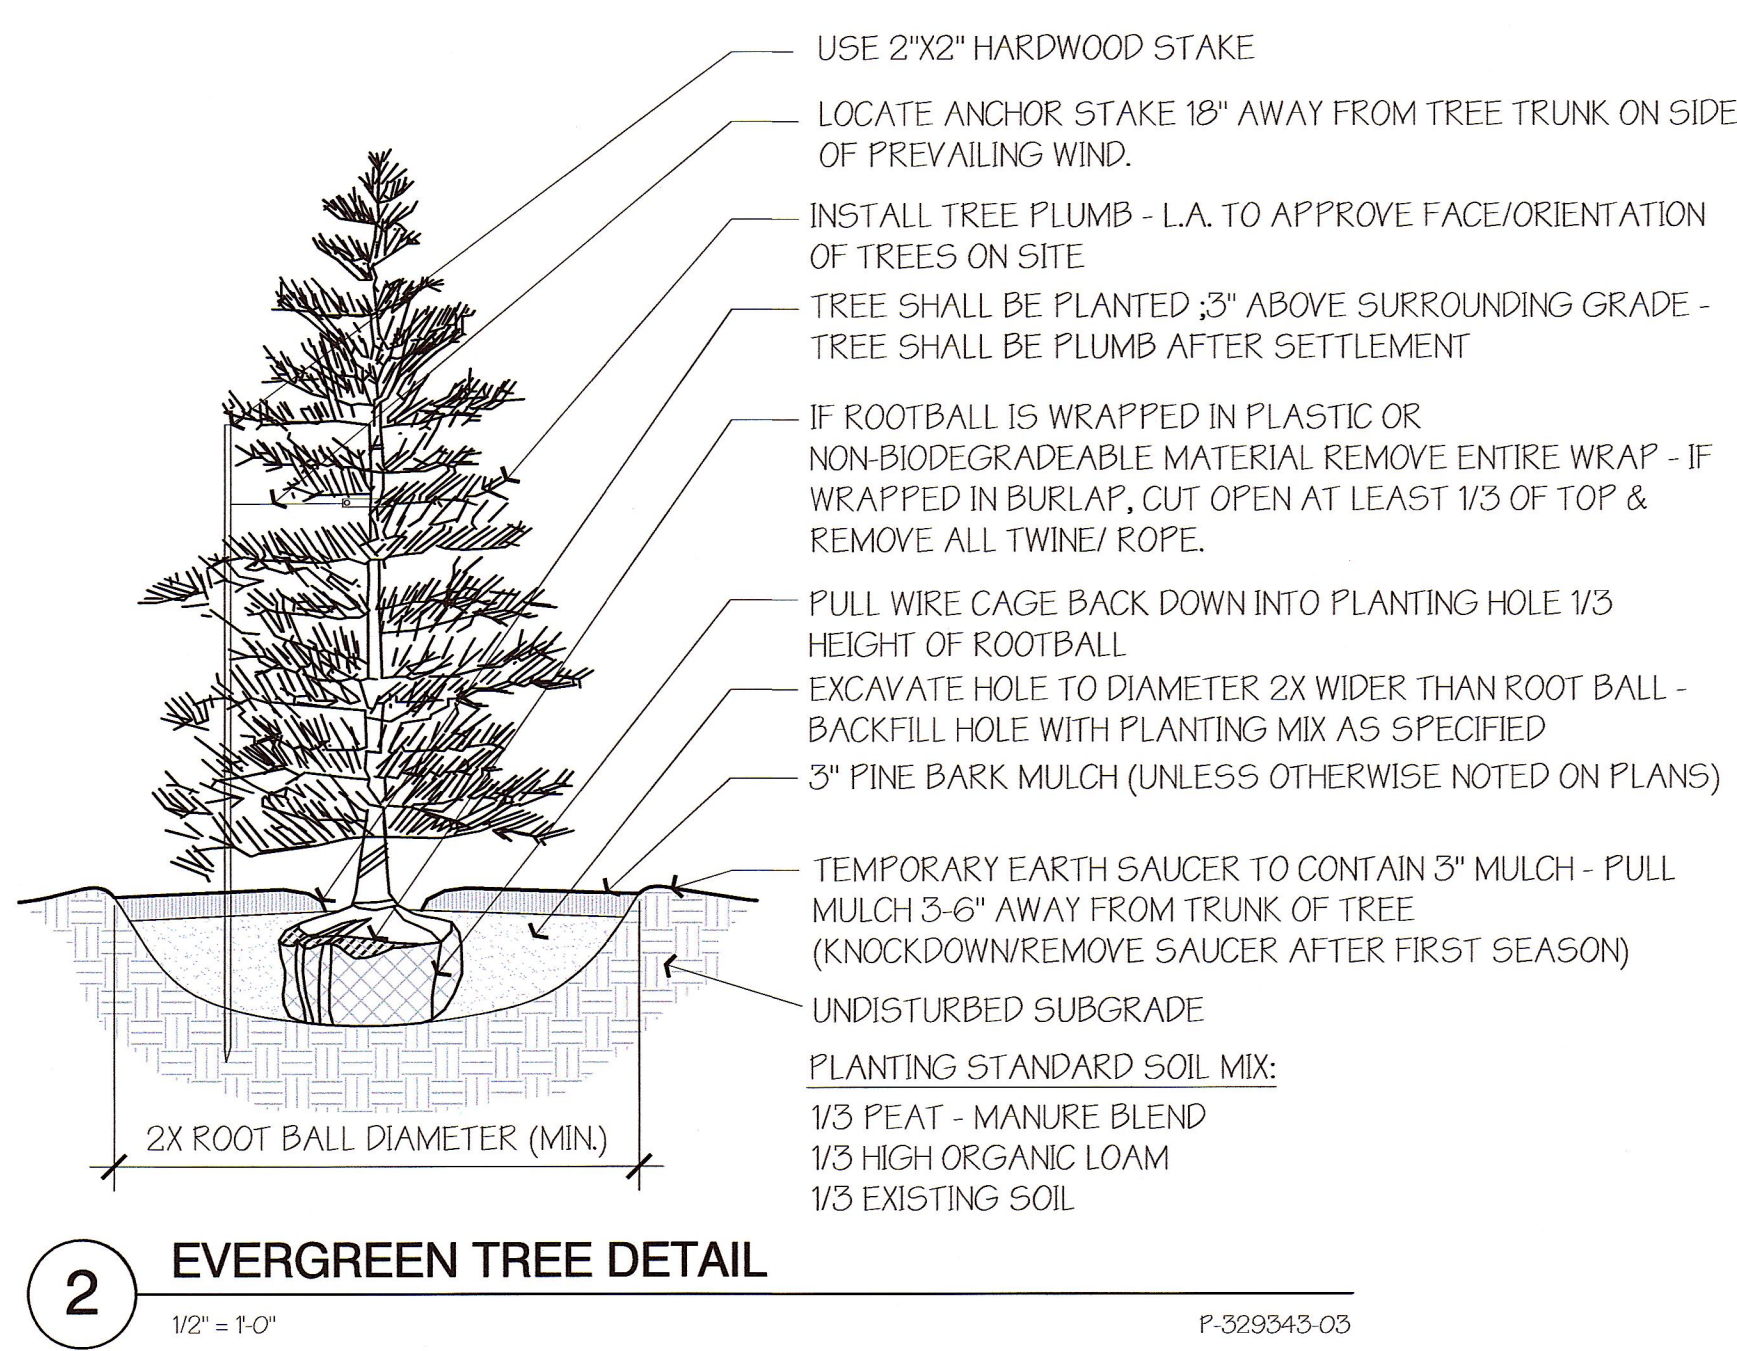 USE 2"X2" HARDWOOD STAKE
LOCATE ANCHOR STAKE 18" AWAY FROM TREE TRUNK ON SIDE
OF PREVAILING WIND.
INSTALL TREE PLUMB - L.A. TO APPROVE FACE/ORIENTATION
OF TREES ON SITE
TREE SHALL BE PLANTED ;3" ABOVE SURROUNDING GRADE -
TREE SHALL BE PLUMB AFTER SETTLEMENT
IF ROOTBALL IS WRAPPED IN PLASTIC OR
NON-BIODEGRADEABLE MATERIAL REMOVE ENTIRE WRAP - IF
WRAPPED IN BURLAP, CUT OPEN AT LEAST 1/3 OF TOP &
REMOVE ALL TWINE/ ROPE.
PULL WIRE CAGE BACK DOWN INTO PLANTING HOLE 1/3
HEIGHT OF ROOTBALL
EXCAVATE HOLE TO DIAMETER 2X WIDER THAN ROOT BALL -
BACKFILL HOLE WITH PLANTING MIX AS SPECIFIED
3" PINE BARK MULCH (UNLESS OTHERWISE NOTED ON PLANS)
TEMPORARY EARTH SAUCER TO CONTAIN 3" MULCH - PULL
MULCH 3-6" AWAY FROM TRUNK OF TREE
(KNOCKDOWN/REMOVE SAUCER AFTER FIRST SEASON)
UNDISTURBED SUBGRADE
PLANTING STANDARD SOIL MIX:
1/3 PEAT - MANURE BLEND
1/3 HIGH ORGANIC LOAM
1/3 EXISTING SOIL
2X ROOT BALL DIAMETER (MIN.)
2
EVERGREEN TREE DETAIL
1/2" = 1'-0"
P-329343-03